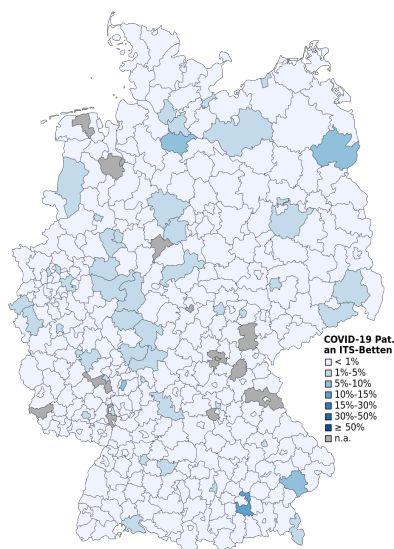 COVID-19 Pat.
an ITS-Betten
< 1%
1%-5%
5%-10%
10%-15%
15%-30%
30%-50%
≥ 50%
n.a.